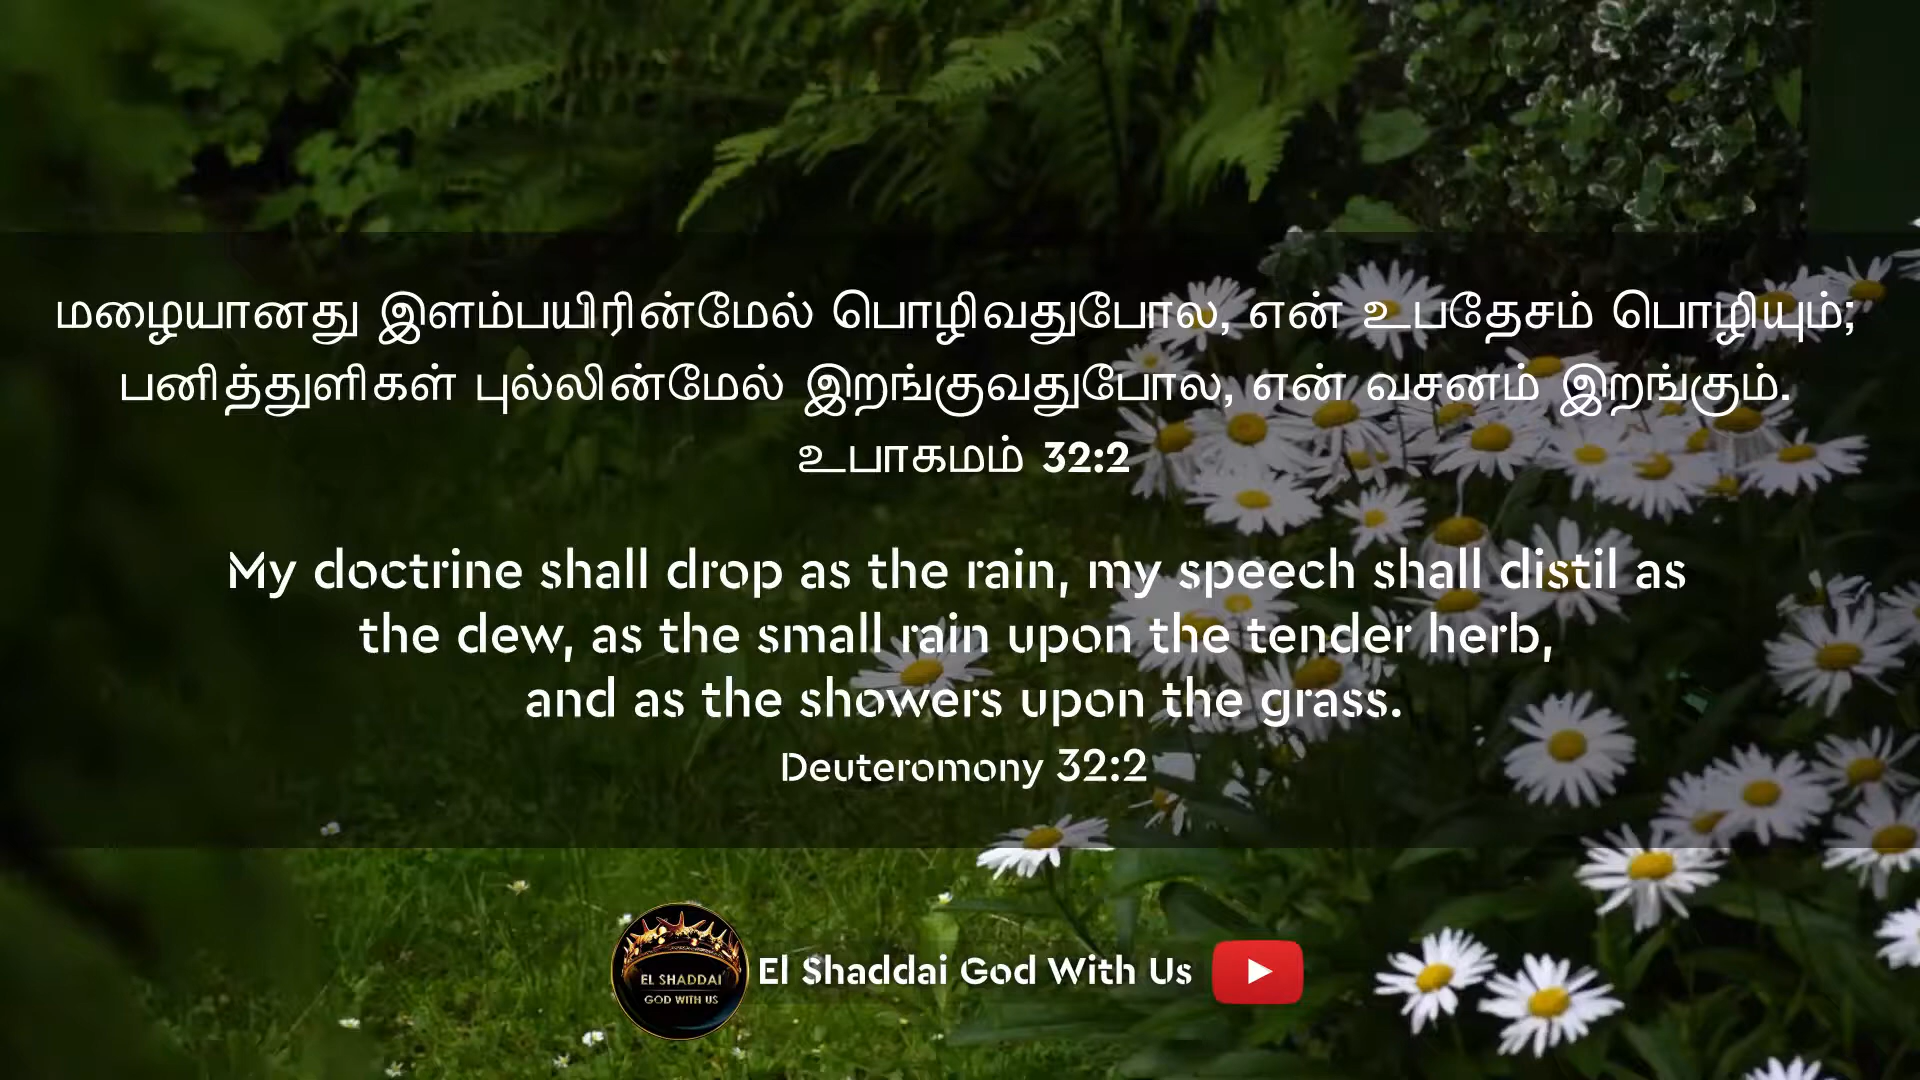 மழையானது இளம்பயிரின்மேல் பொழிவதுபோல, என் உபதேசம் பொழியும்;
பனித்துளிகள் புல்லின்மேல் இறங்குவதுபோல, என் வசனம் இறங்கும்.
உபாகமம் 32:2
My doctrine shall drop as the rain, my speech shall distil as
the dew, as the small rain upon the tender herb,
and as the showers upon the grass.
Deuteromony 32:2
EL SHADDAI
GOD WITH US
El Shaddai God With Us